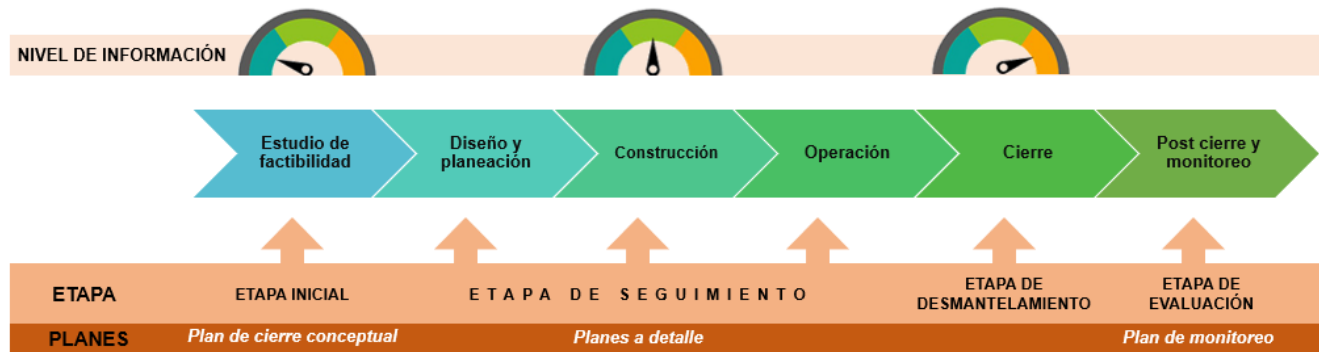 NIVEL DE INFORMACIÓN
Estudio de
factibilidad
Diseño y
planeación
Construcción
Operación
Cierre
Post cierre y
monitoreo
ETAPA
ETAPA INICIAL
ETAPA DE SEGUIMIENTO
ETAPA DE
DESMANTELAMIENTO
ETAPA DE
EVALUACIÓN
PLANES
Plan de cierre conceptual
Planes a detalle
Plan de monitoreo